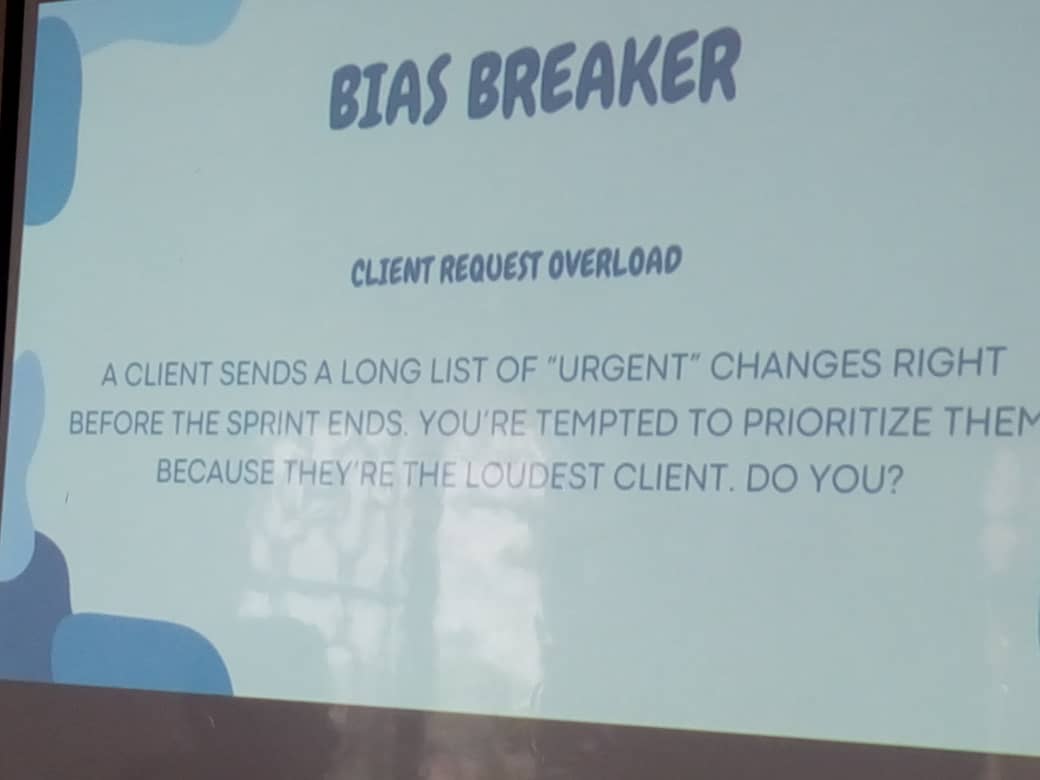 BIAS BREAKER
CLIENT REQUEST OVERLOAD
A CLIENT SENDS A LONG LIST OF "URGENT" CHANGES RIGHT
BEFORE THE SPRINT ENDS. YOU'RE TEMPTED TO PRIORITIZE THEM
BECAUSE THEY'RE THE LOUDEST CLIENT. DO YOU?